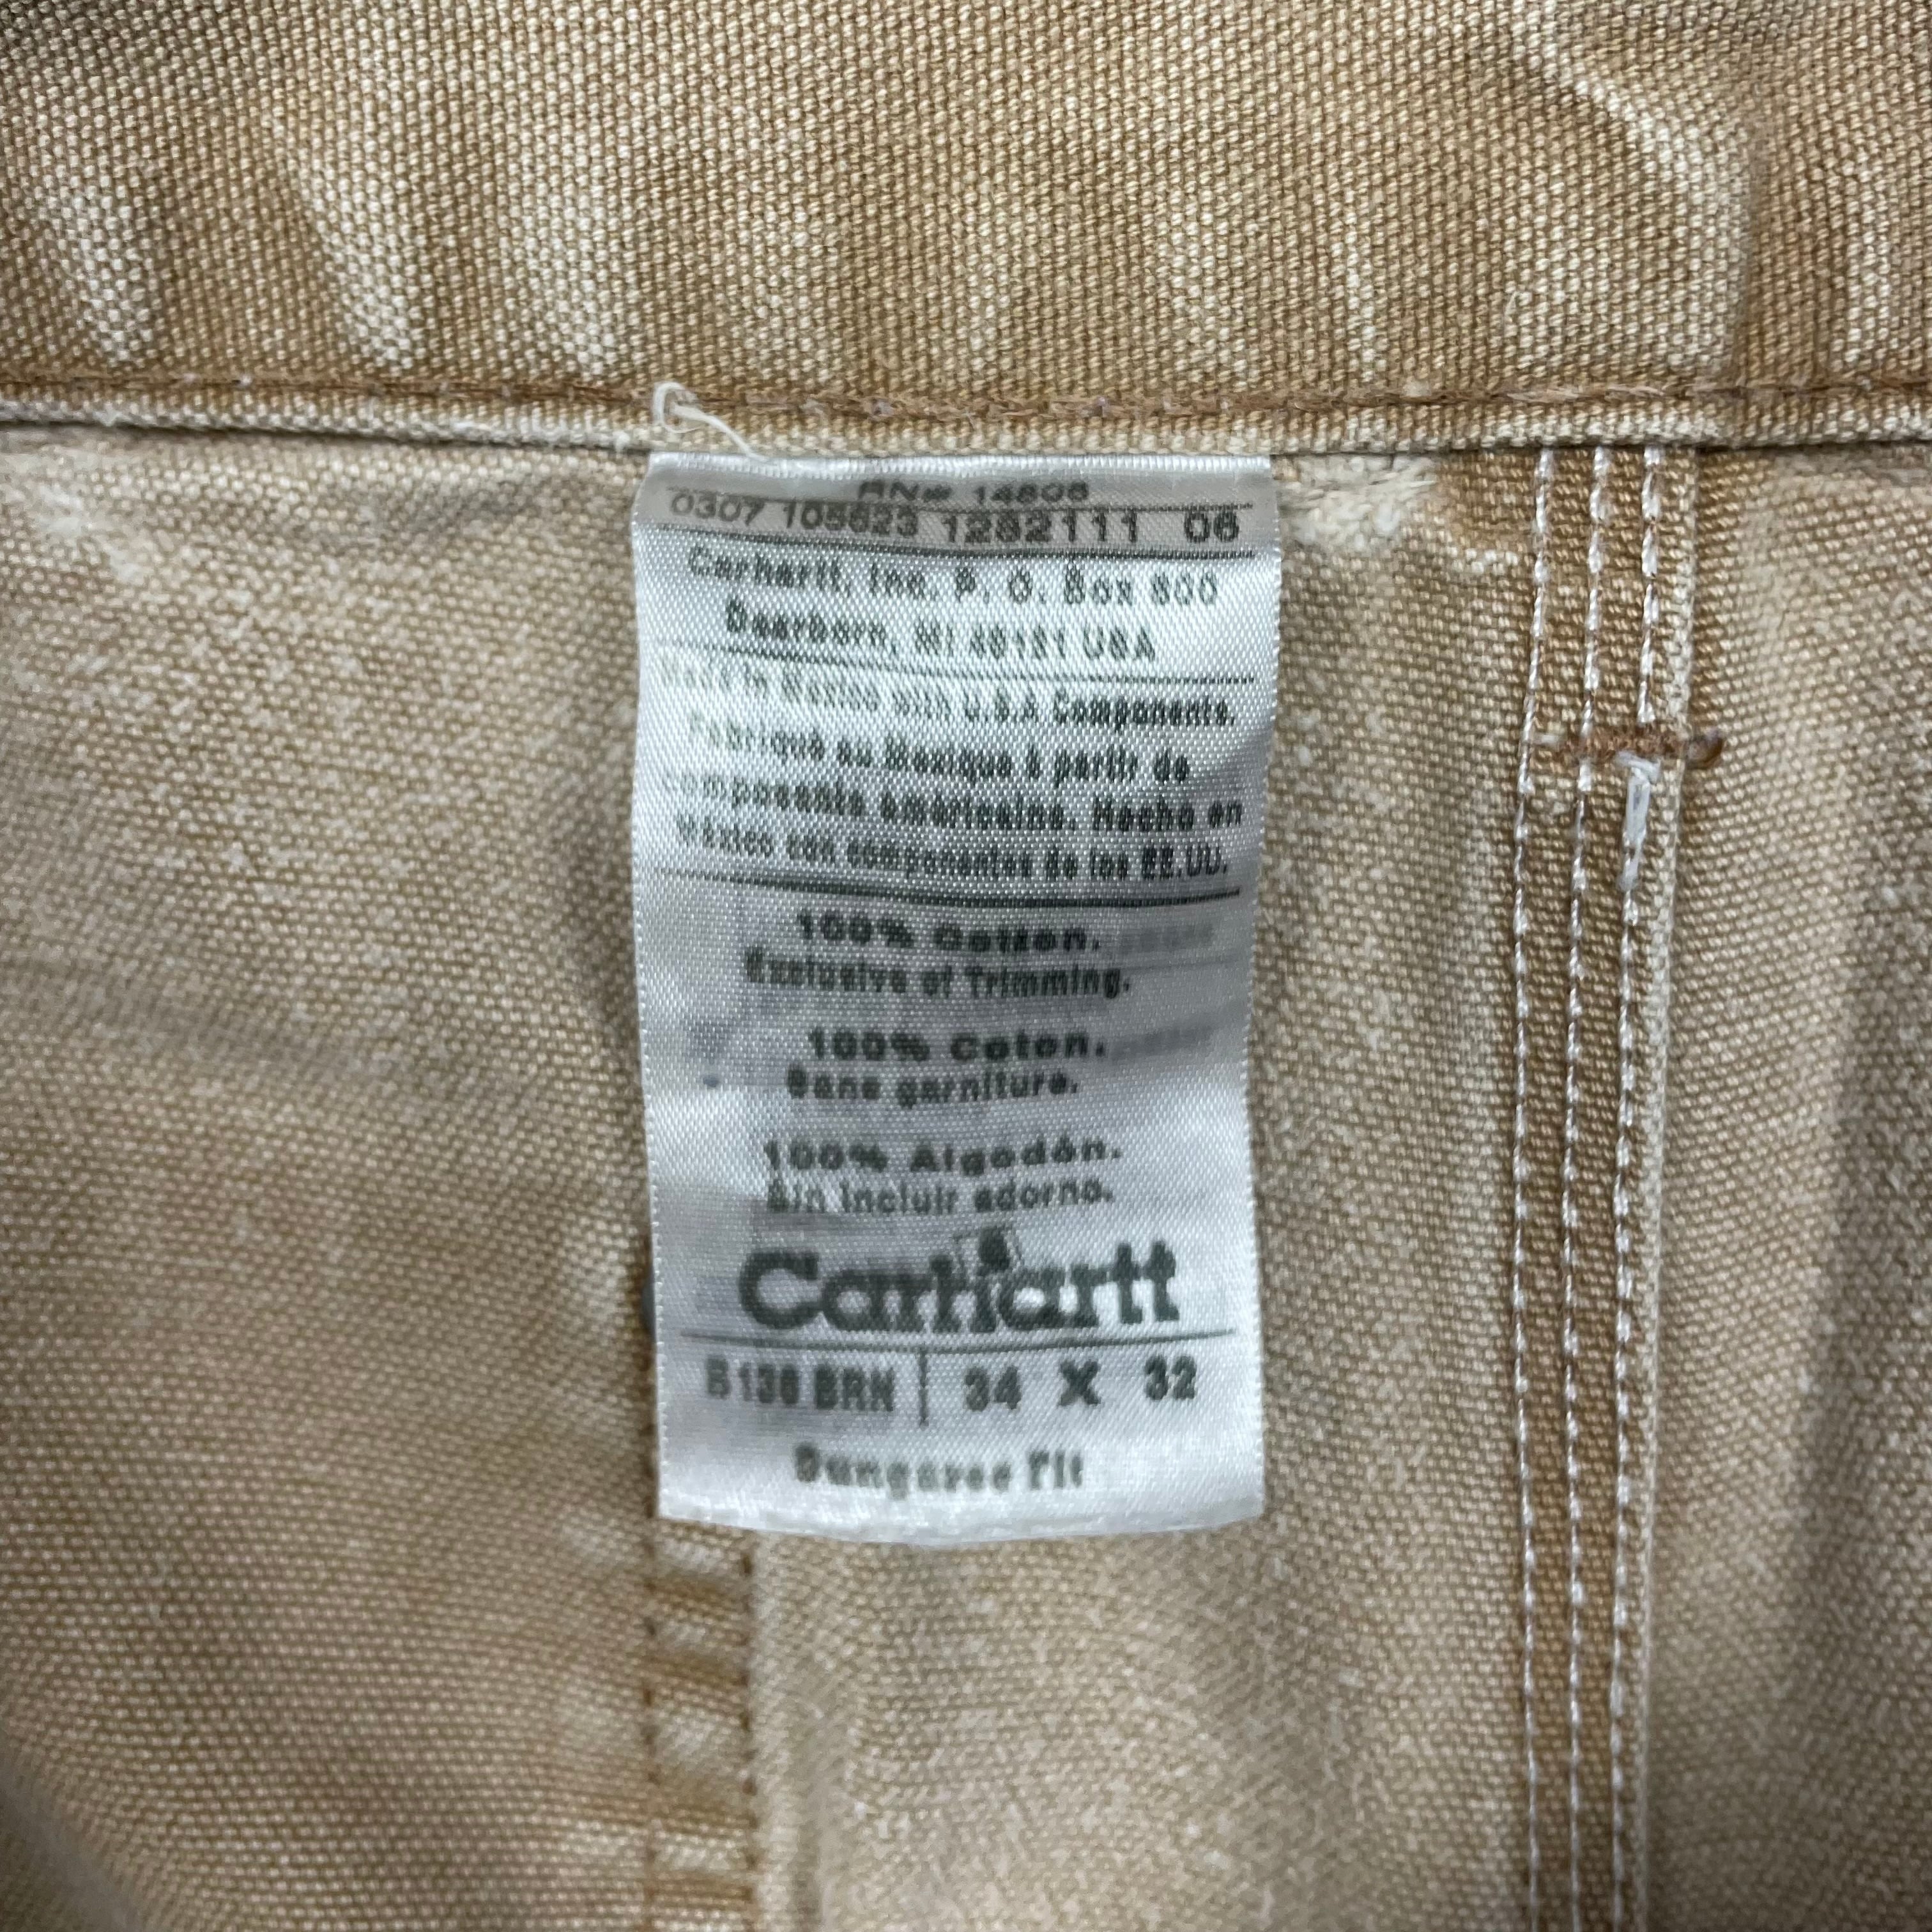 RN# 14806
0307 105623 1282111 06
Carhartt, Inc. P. O. Box 600
Dearborn, MI 48121 USA
Made in Mexico with U.S.A Components.
Fabriqué au Mexique à partir de
composants américains. Hecho en
México con componentes de los EE.UU.
100% Cotton.
Exclusive of Trimming.
100% Coton.
Sans garniture.
100% Algodón.
Sin incluir adorno.
Carhartt
B136 BRN 34 X 32
Dungaree Fit